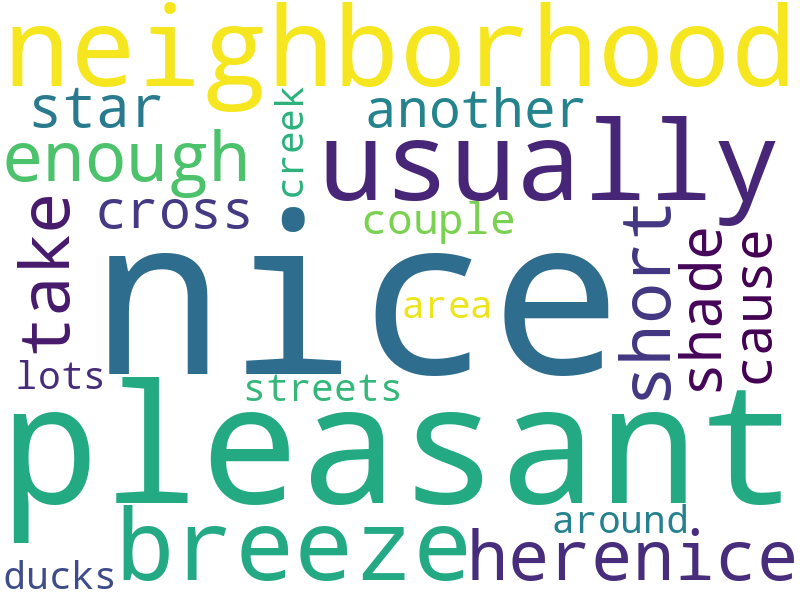 neighborhood
star
creek
another
enough
usually
take
cross
couple
nice
area
short
shade
cause
lots
streets
pleasant
breeze
around
herenice
ducks